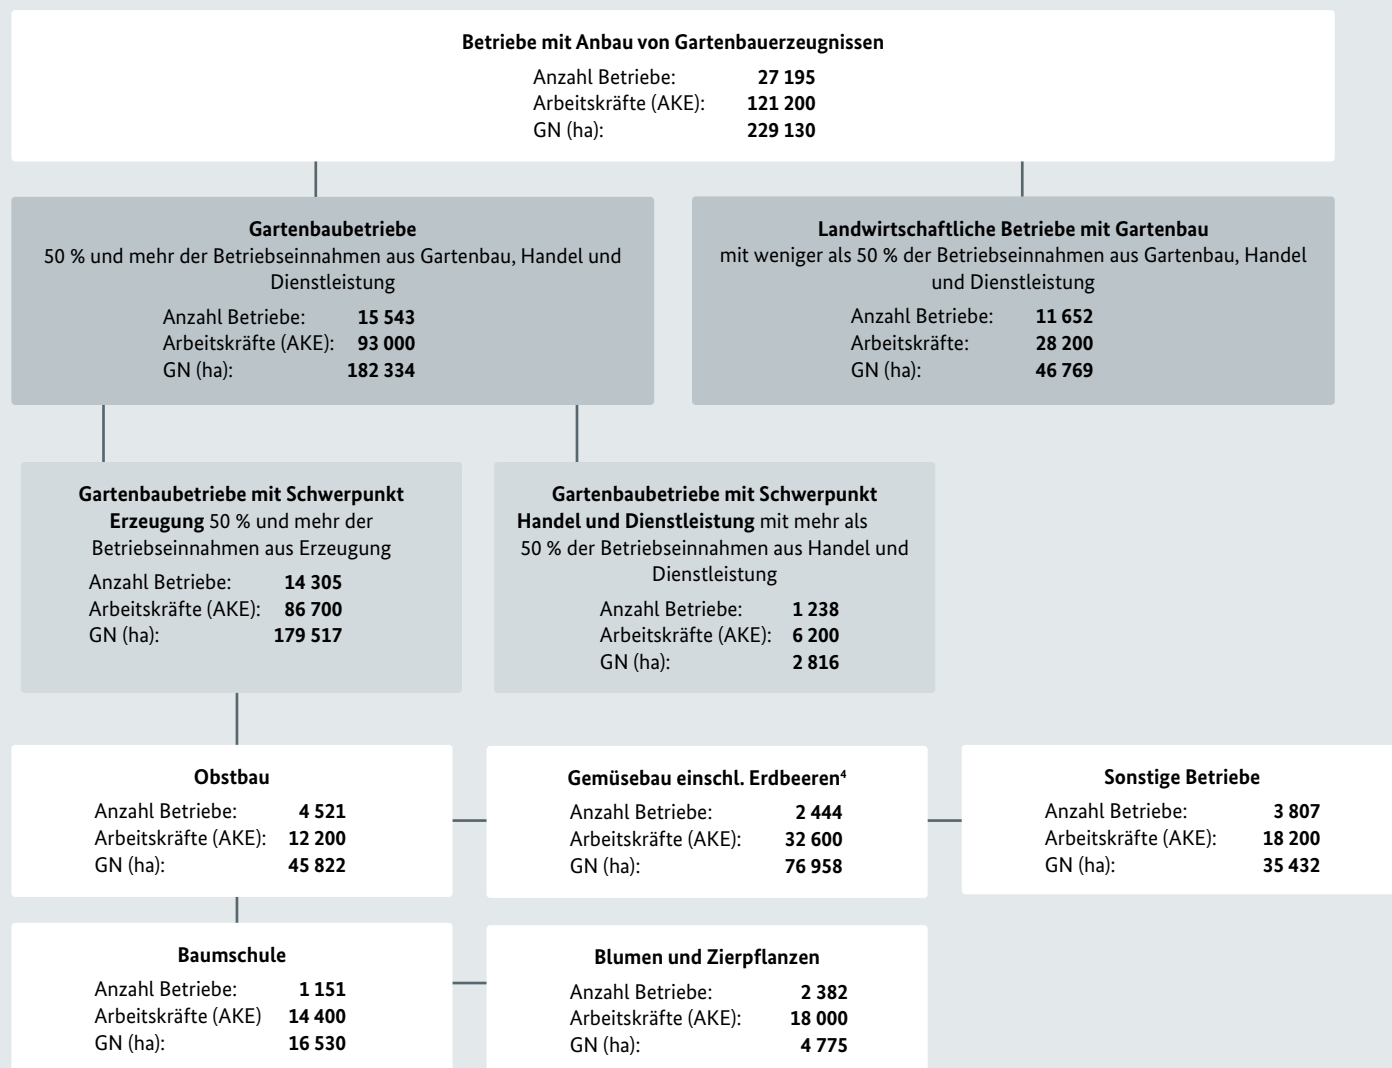 Betriebe mit Anbau von Gartenbauerzeugnissen
Anzahl Betriebe: 27 195
Arbeitskräfte (AKE): 121 200
GN (ha): 229 130
Gartenbaubetriebe
50 % und mehr der Betriebseinnahmen aus Gartenbau, Handel und
Dienstleistung
Anzahl Betriebe: 15 543
Arbeitskräfte (AKE): 93 000
GN (ha): 182 334
Landwirtschaftliche Betriebe mit Gartenbau
mit weniger als 50 % der Betriebseinnahmen aus Gartenbau, Handel
und Dienstleistung
Anzahl Betriebe: 11 652
Arbeitskräfte: 28 200
GN (ha): 46 769
Gartenbaubetriebe mit Schwerpunkt
Erzeugung 50 % und mehr der
Betriebseinnahmen aus Erzeugung
Anzahl Betriebe: 14 305
Arbeitskräfte (AKE): 86 700
GN (ha): 179 517
Gartenbaubetriebe mit Schwerpunkt
Handel und Dienstleistung mit mehr als
50 % der Betriebseinnahmen aus Handel und
Dienstleistung
Anzahl Betriebe: 1 238
Arbeitskräfte (AKE): 6 200
GN (ha): 2 816
Obstbau
Anzahl Betriebe: 4 521
Arbeitskräfte (AKE): 12 200
GN (ha): 45 822
Gemüsebau einschl. Erdbeeren⁴
Anzahl Betriebe: 2 444
Arbeitskräfte (AKE): 32 600
GN (ha): 76 958
Sonstige Betriebe
Anzahl Betriebe: 3 807
Arbeitskräfte (AKE): 18 200
GN (ha): 35 432
Baumschule
Anzahl Betriebe: 1 151
Arbeitskräfte (AKE) 14 400
GN (ha): 16 530
Blumen und Zierpflanzen
Anzahl Betriebe: 2 382
Arbeitskräfte (AKE): 18 000
GN (ha): 4 775